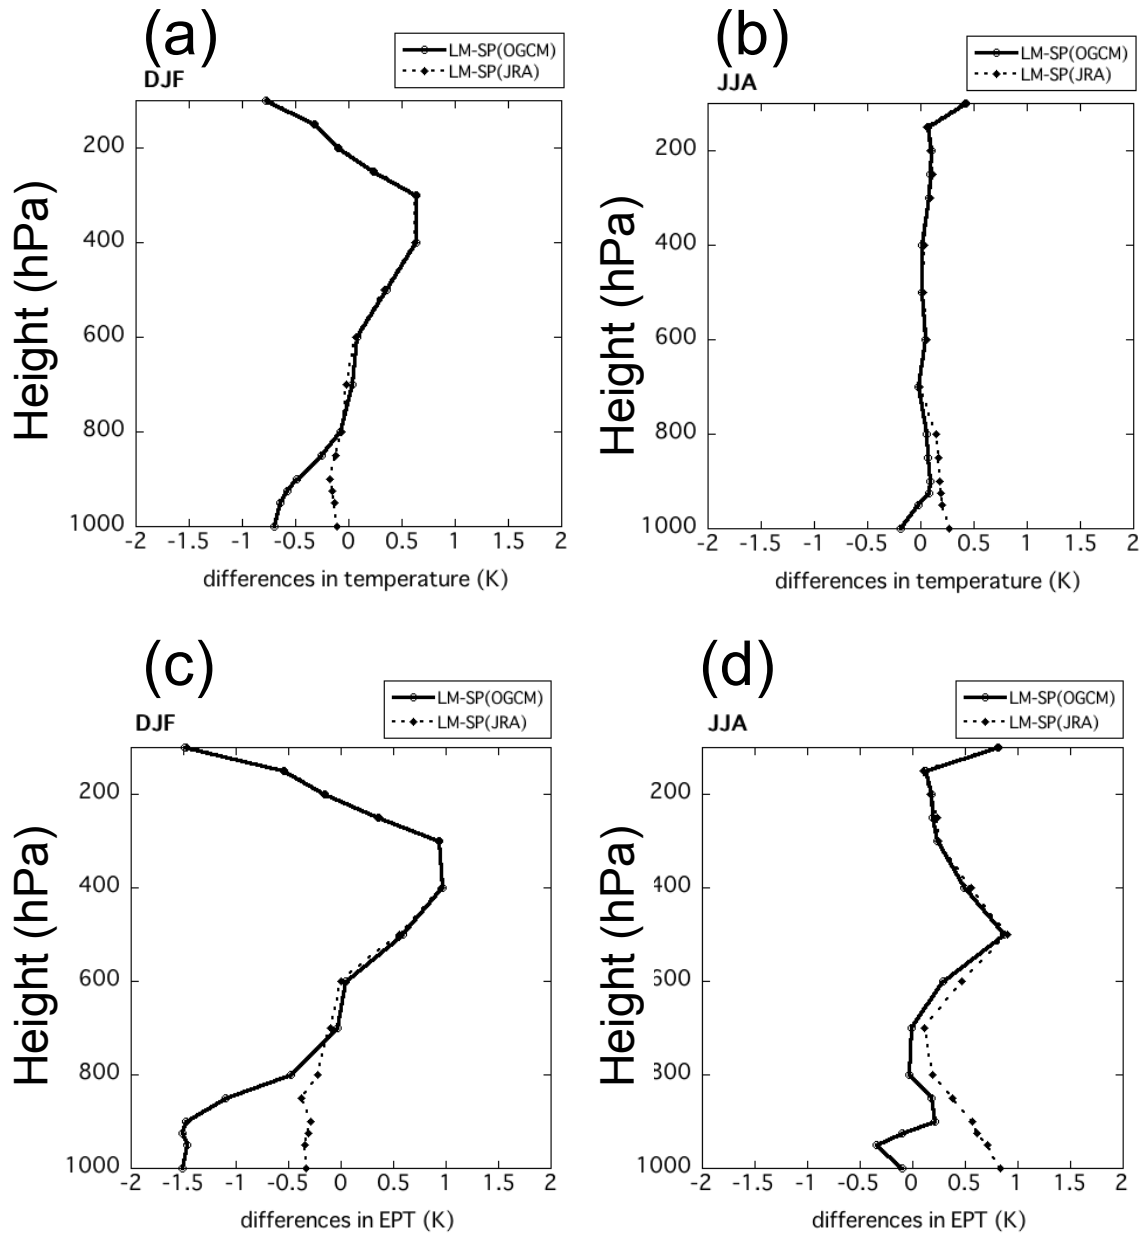 (a)
LM-SP(OGCM)
LM-SP(JRA)
DJF
Height (hPa)
200
400
600
800
1000
-2 -1.5 -1 -0.5 0 0.5 1 1.5 2
differences in temperature (K)
(b)
LM-SP(OGCM)
LM-SP(JRA)
JJA
Height (hPa)
200
400
600
800
1000
-2 -1.5 -1 -0.5 0 0.5 1 1.5 2
differences in temperature (K)
(c)
LM-SP(OGCM)
LM-SP(JRA)
DJF
Height (hPa)
200
400
600
800
1000
-2 -1.5 -1 -0.5 0 0.5 1 1.5 2
differences in EPT (K)
(d)
LM-SP(OGCM)
LM-SP(JRA)
JJA
Height (hPa)
200
400
600
800
1000
-2 -1.5 -1 -0.5 0 0.5 1 1.5 2
differences in EPT (K)